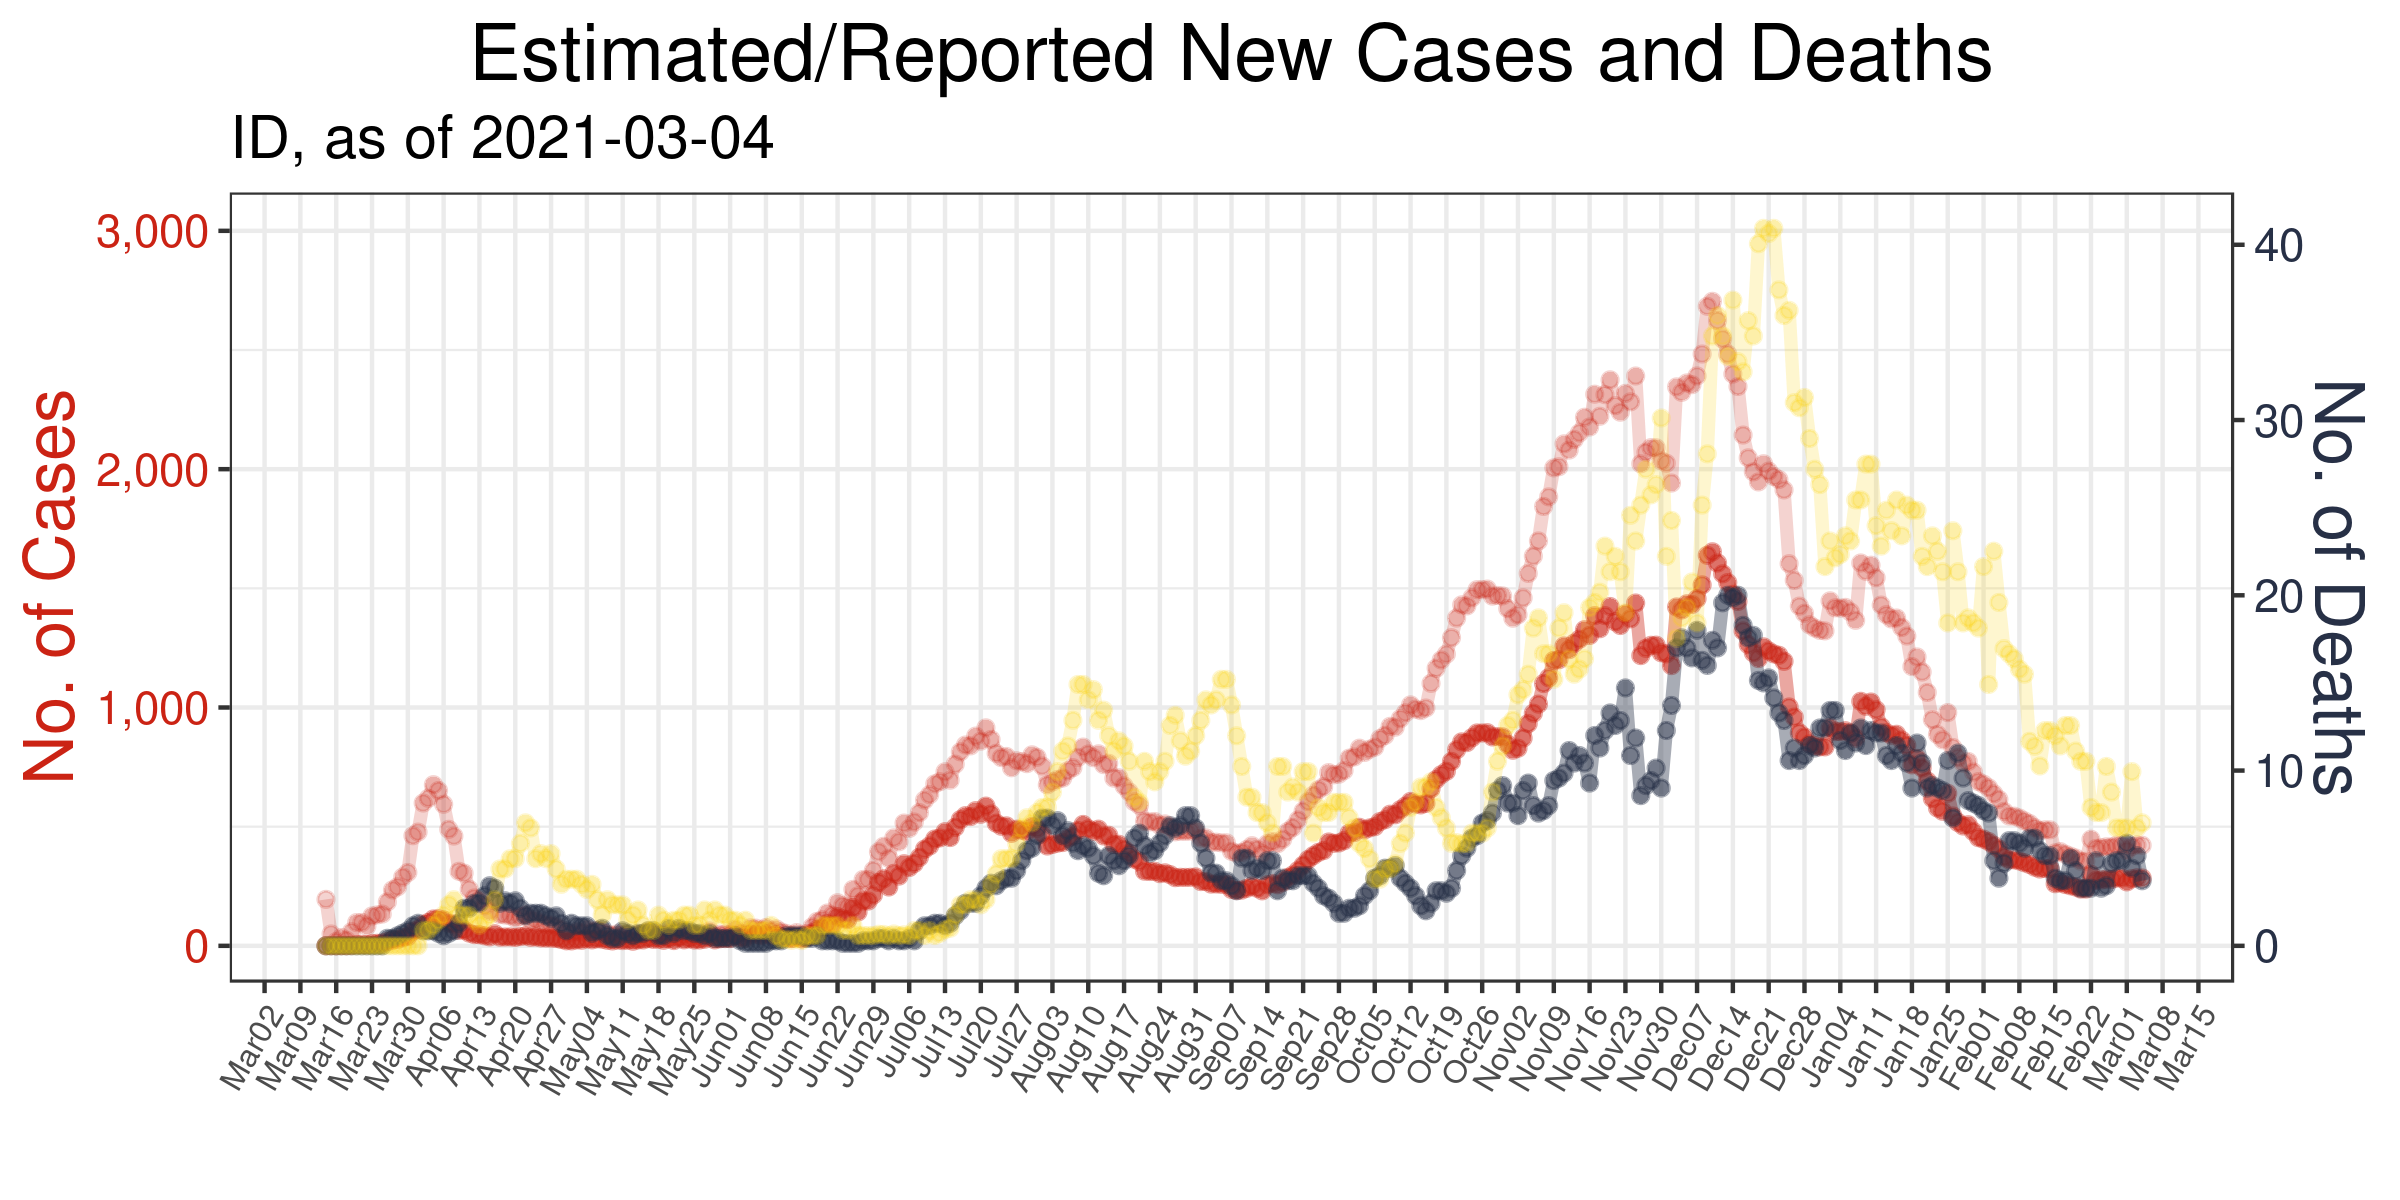 Estimated/Reported New Cases and Deaths
ID, as of 2021-03-04
No. of Cases
3,000
2,000
1,000
0
40
30
20
10
0
No. of Deaths
Mar02
Mar09
Mar16
Mar23
Mar30
Apr06
Apr13
Apr20
Apr27
May04
May11
May18
May25
Jun01
Jun08
Jun15
Jun22
Jun29
Jul06
Jul13
Jul20
Jul27
Aug03
Aug10
Aug17
Aug24
Aug31
Sep07
Sep14
Sep21
Sep28
Oct05
Oct12
Oct19
Oct26
Nov02
Nov09
Nov16
Nov23
Nov30
Dec07
Dec14
Dec21
Dec28
Jan04
Jan11
Jan18
Jan25
Feb01
Feb08
Feb15
Feb22
Mar01
Mar08
Mar15